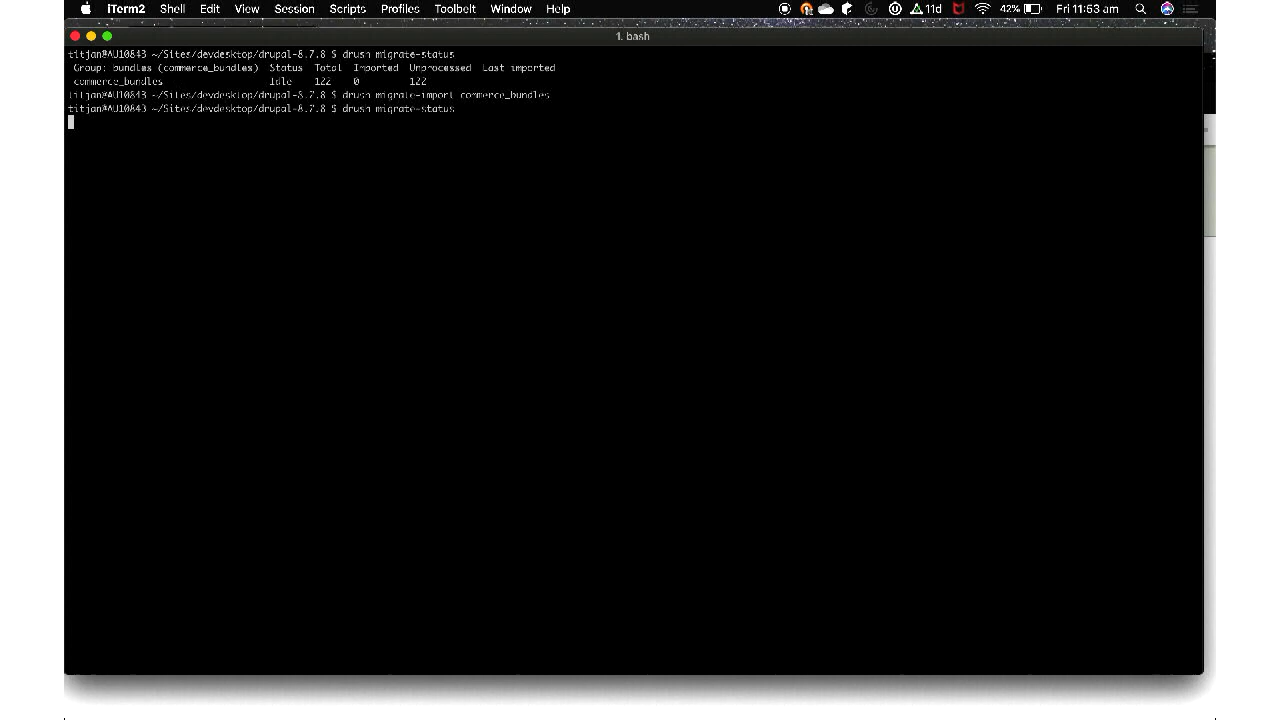 iTerm2 Shell Edit View Session Scripts Profiles Toolbelt Window Help 11d 42% Fri 11:53 am
1. bash
titjan@AU10843 ~/Sites/devdesktop/drupal-8.7.8 $ drush migrate-status
Group: bundles (commerce_bundles) Status Total Imported Unprocessed Last imported
commerce_bundles Idle 122 0 122
titjan@AU10843 ~/Sites/devdesktop/drupal-8.7.8 $ drush migrate-import commerce_bundles
titjan@AU10843 ~/Sites/devdesktop/drupal-8.7.8 $ drush migrate-status